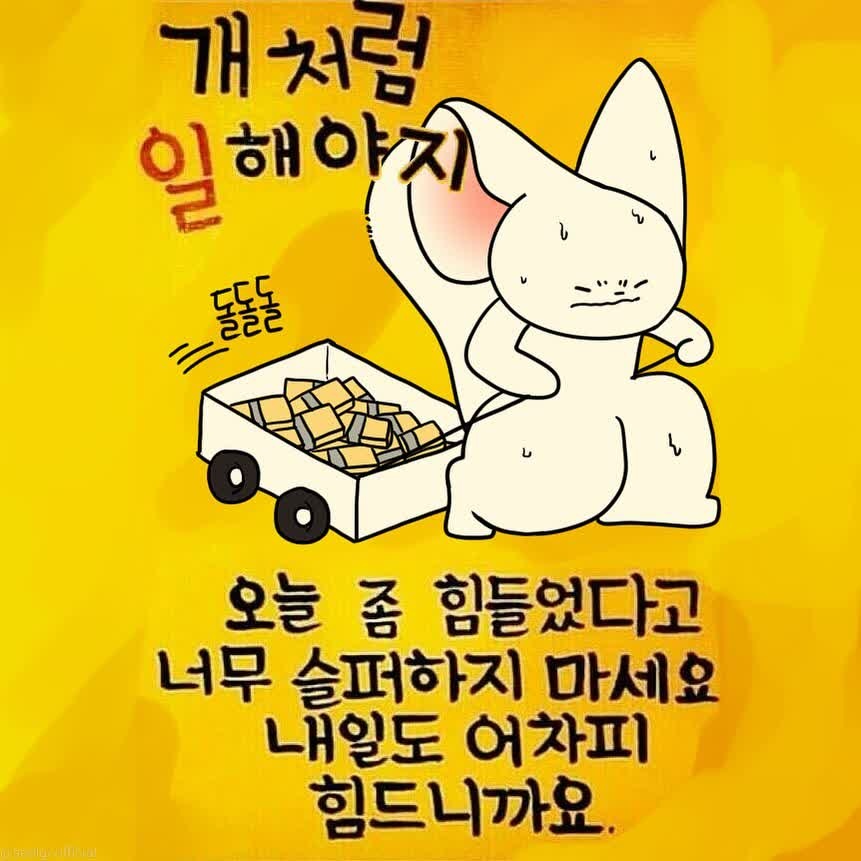 개처럼
일해야지
돌돌돌
오늘 좀 힘들었다고
너무 슬퍼하지 마세요
내일도 어차피
힘드니까요.